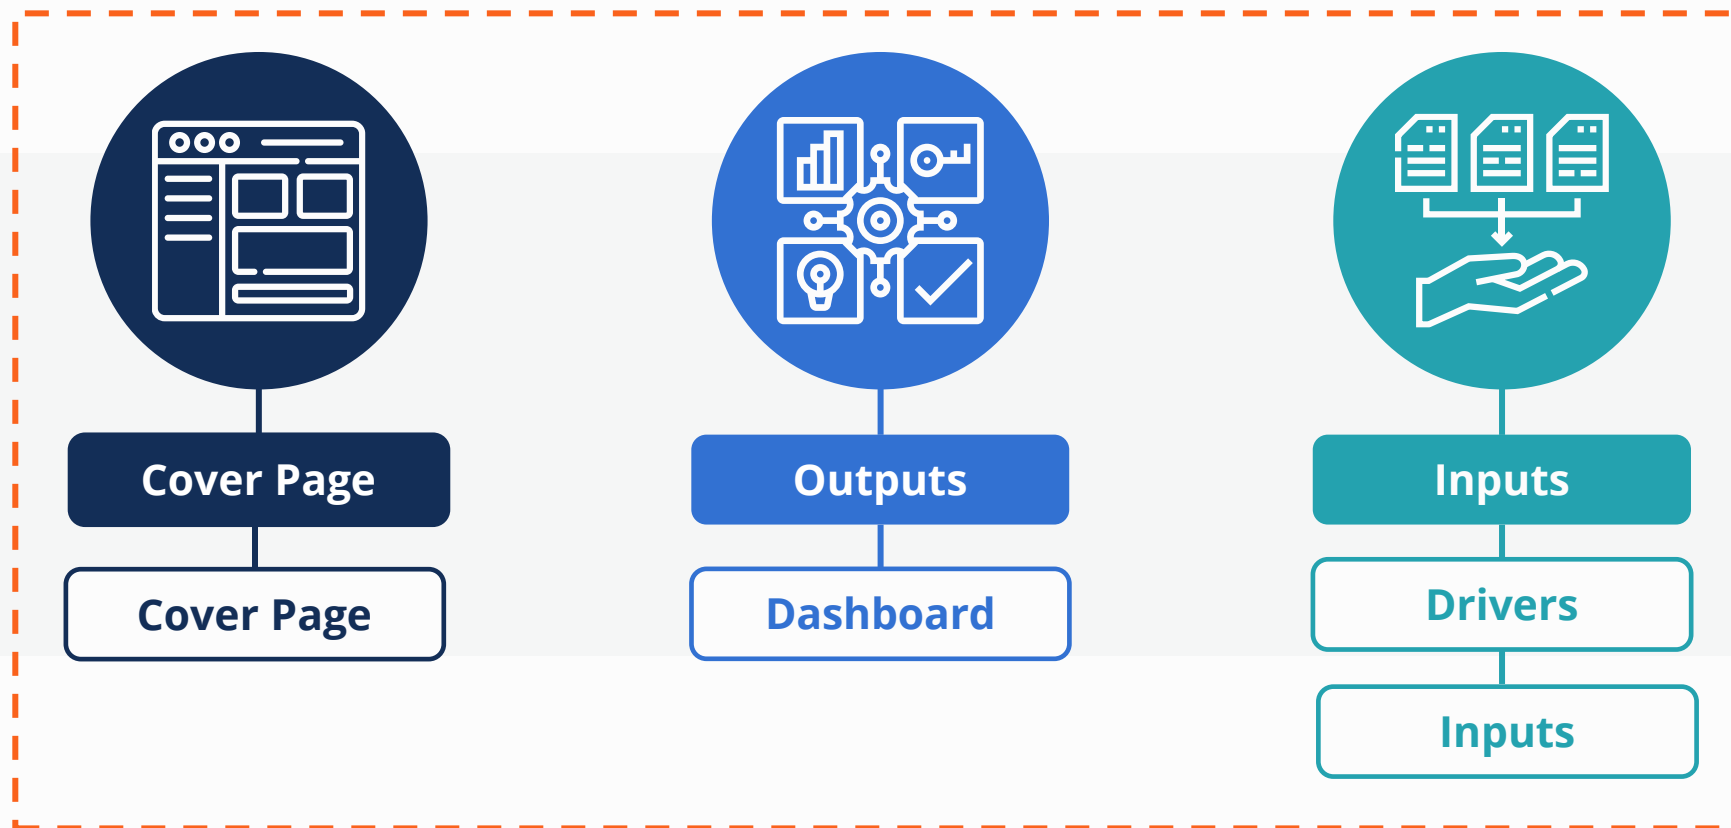 Cover Page
Outputs
Inputs
Cover Page
Dashboard
Drivers
Inputs